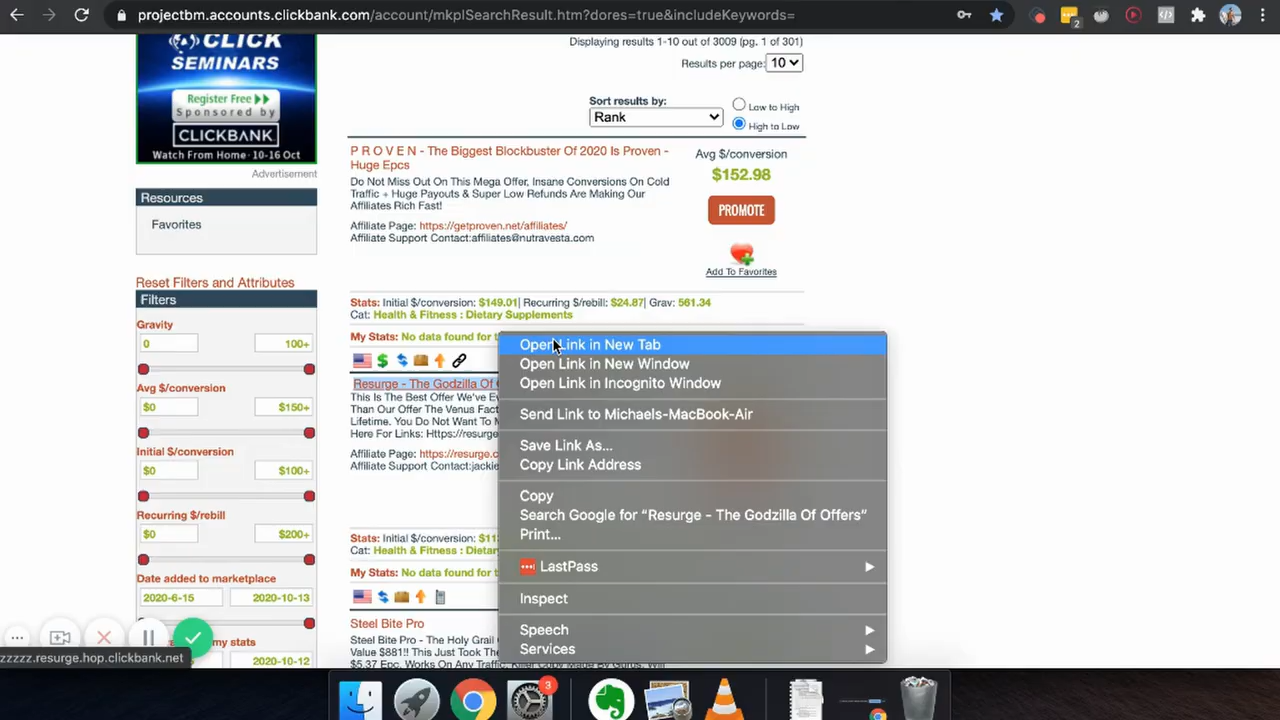 projectbm.accounts.clickbank.com/account/mkplSearchResult.htm?dores=true&includeKeywords=
2
CLICK
SEMINARS
Register Free
Sponsored by
CLICKBANK
Watch From Home · 10-16 Oct
Advertisement
Resources
Favorites
Reset Filters and Attributes
Filters
Gravity
0 100+
Avg $/conversion
$0 $150+
Initial $/conversion
$0 $100+
Recurring $/rebill
$0 $200+
Date added to marketplace
2020-6-15 2020-10-13
my stats
2020-10-12
zzzzz.resurge.hop.clickbank.net
Displaying results 1-10 out of 3009 (pg. 1 of 301)
Results per page: 10
Sort results by:
Rank
Low to High
High to Low
P R O V E N - The Biggest Blockbuster Of 2020 Is Proven -
Huge Epcs
Do Not Miss Out On This Mega Offer, Insane Conversions On Cold
Traffic + Huge Payouts & Super Low Refunds Are Making Our
Affiliates Rich Fast!
Affiliate Page: https://getproven.net/affiliates/
Affiliate Support Contact:affiliates@nutravesta.com
Avg $/conversion
$152.98
PROMOTE
Add To Favorites
Stats: Initial $/conversion: $149.01| Recurring $/rebill: $24.87| Grav: 561.34
Cat: Health & Fitness : Dietary Supplements
My Stats: No data found for t
Resurge - The Godzilla Of
This Is The Best Offer We've Ev
Than Our Offer The Venus Fact
Lifetime. You Do Not Want To M
Here For Links: Https://resurge
Affiliate Page: https://resurge.c
Affiliate Support Contact:jackie
Stats: Initial $/conversion: $11
Cat: Health & Fitness : Dietar
My Stats: No data found for t
Steel Bite Pro
Steel Bite Pro - The Holy Grail
Value $881!! This Just Took The
$5.37 Epc. Works On Any Traffic. Killer Copy Made By Gurus. Will
Open Link in New Tab
Open Link in New Window
Open Link in Incognito Window
Send Link to Michaels-MacBook-Air
Save Link As...
Copy Link Address
Copy
Search Google for “Resurge - The Godzilla Of Offers”
Print...
LastPass
Inspect
Speech
Services
3